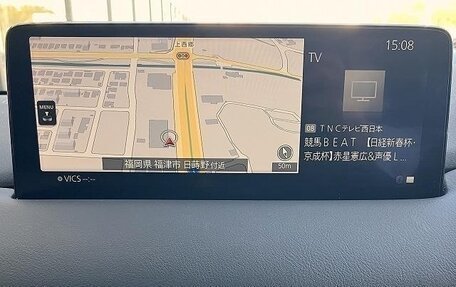 上西郷
TV
15:08
MENU
08 TNCテレビ西日本
競馬BEAT 【日経新春杯・
京成杯】赤星憲広&声優L...
福岡県 福津市 日蒔野付近
50m
VICS --:--